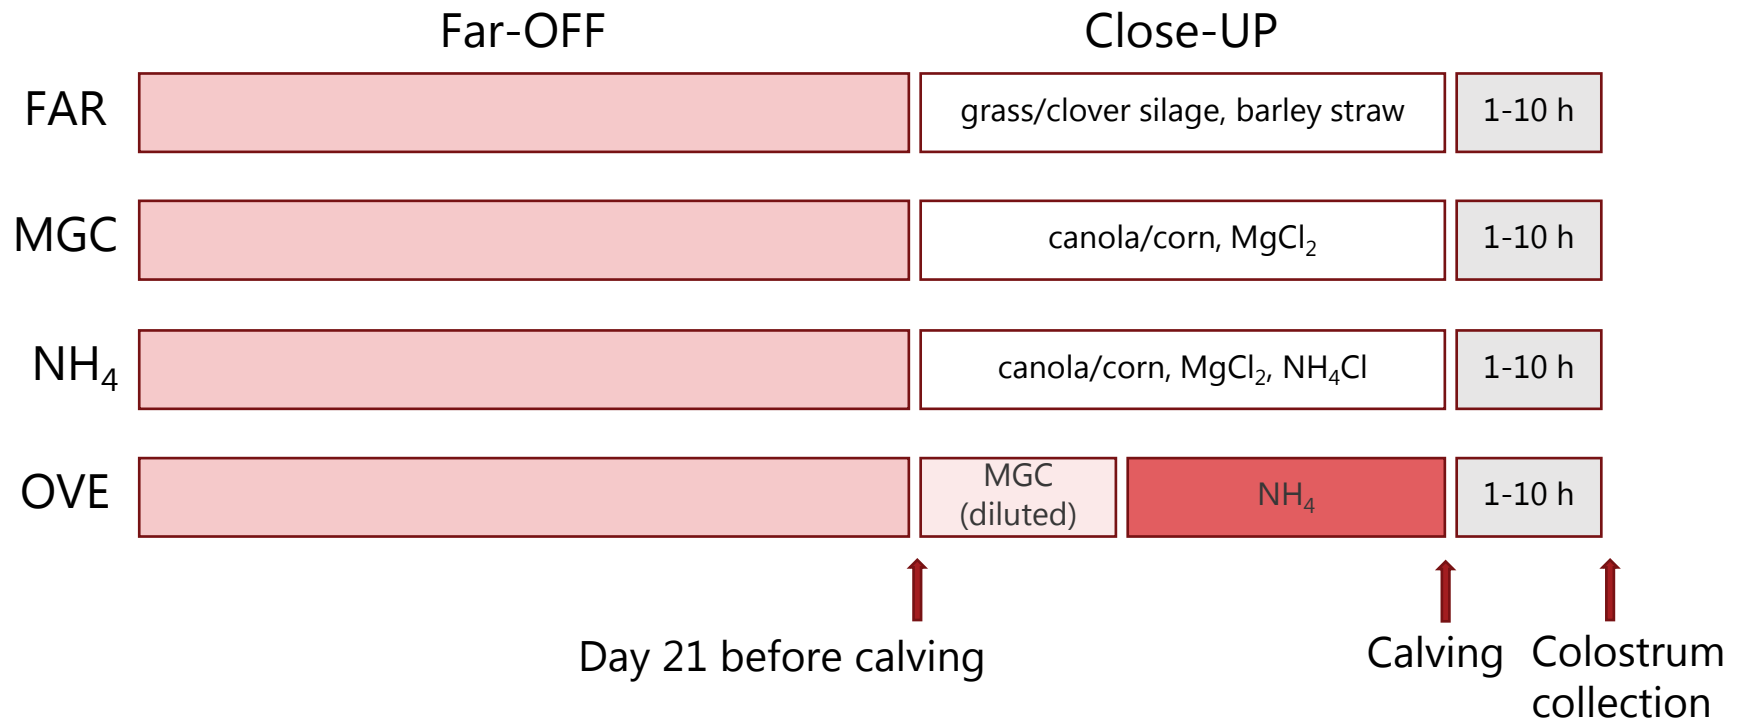 Far-OFF Close-UP
FAR grass/clover silage, barley straw 1-10 h
MGC canola/corn, MgCl₂ 1-10 h
NH₄ canola/corn, MgCl₂, NH₄Cl 1-10 h
OVE MGC
(diluted) NH₄ 1-10 h
Day 21 before calving Calving Colostrum
collection